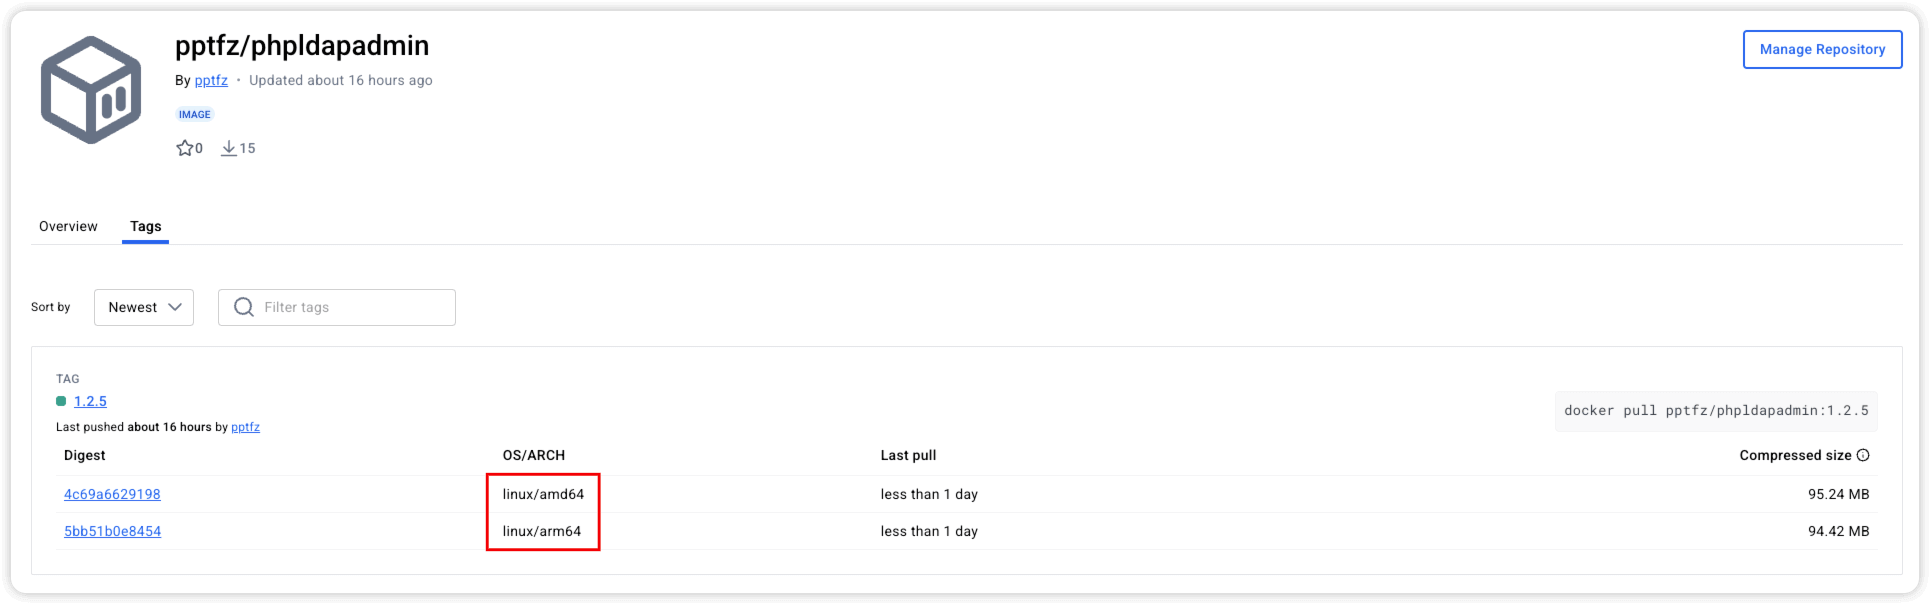 pptfz/phpldapadmin
Manage Repository
By pptfz · Updated about 16 hours ago
IMAGE
0 15
Overview Tags
Sort by Newest Filter tags
TAG
1.2.5
docker pull pptfz/phpldapadmin:1.2.5
Last pushed about 16 hours by pptfz
Digest OS/ARCH Last pull Compressed size
4c69a6629198 linux/amd64 less than 1 day 95.24 MB
5bb51b0e8454 linux/arm64 less than 1 day 94.42 MB